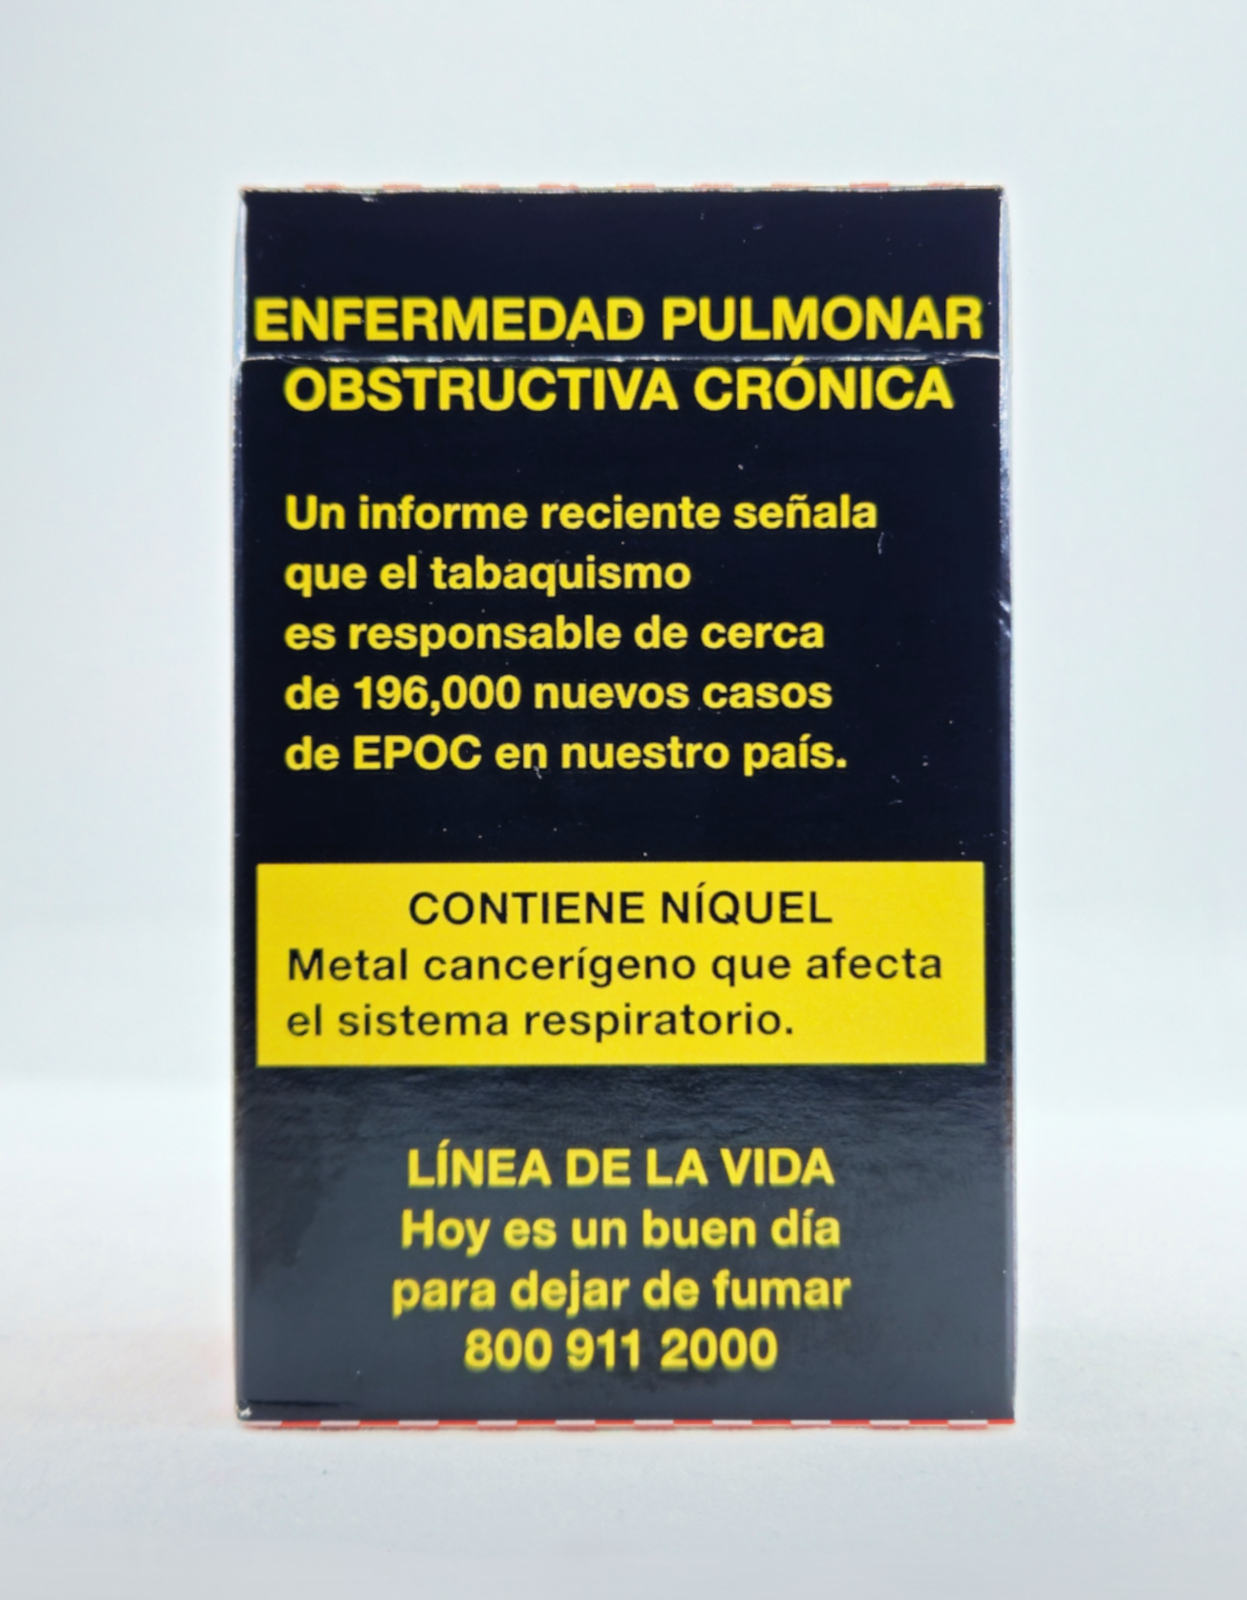 ENFERMEDAD PULMONAR
OBSTRUCTIVA CRÓNICA
Un informe reciente señala
que el tabaquismo
es responsable de cerca
de 196,000 nuevos casos
de EPOC en nuestro país.
CONTIENE NÍQUEL
Metal cancerígeno que afecta
el sistema respiratorio.
LÍNEA DE LA VIDA
Hoy es un buen día
para dejar de fumar
800 911 2000